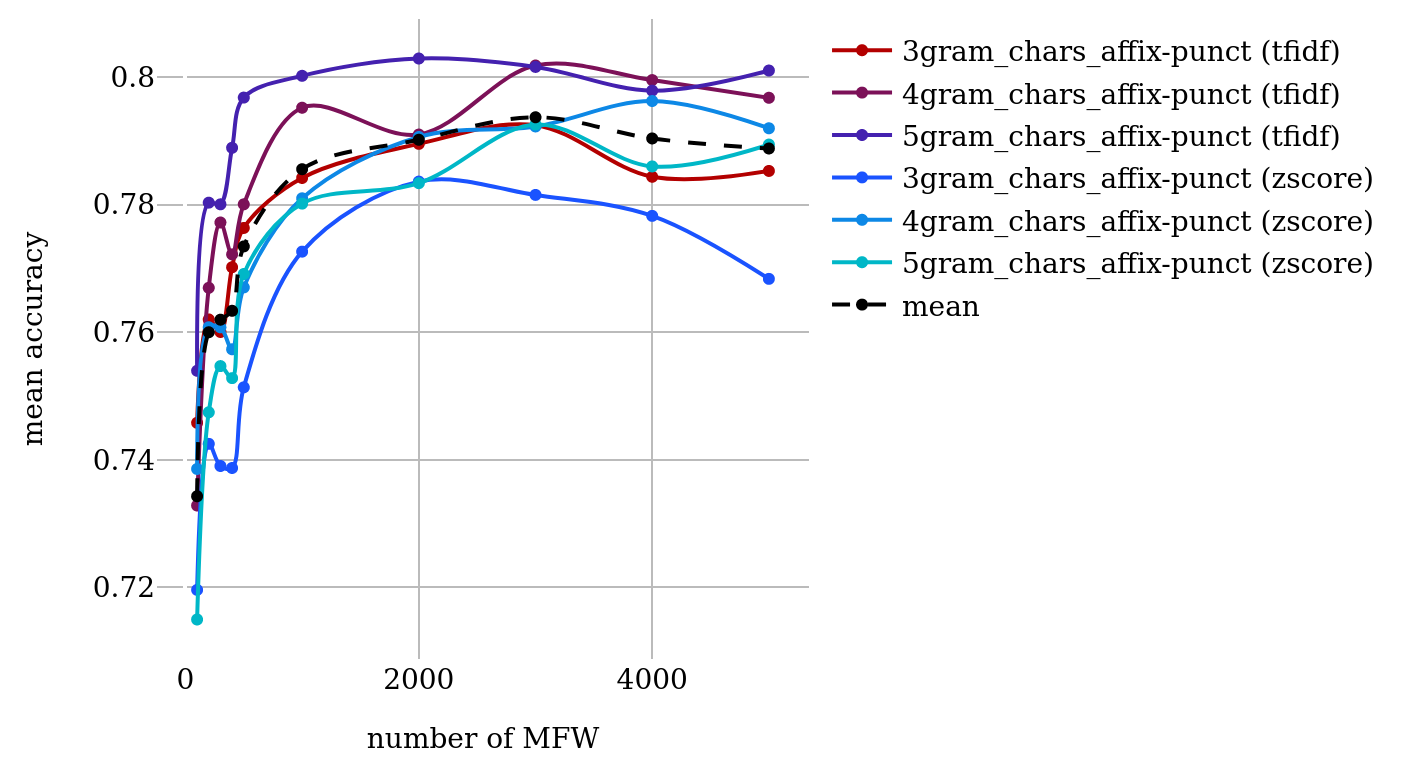 0.8
0.78
0.76
0.74
0.72
mean accuracy
0 2000 4000
number of MFW
3gram_chars_affix-punct (tfidf)
4gram_chars_affix-punct (tfidf)
5gram_chars_affix-punct (tfidf)
3gram_chars_affix-punct (zscore)
4gram_chars_affix-punct (zscore)
5gram_chars_affix-punct (zscore)
mean